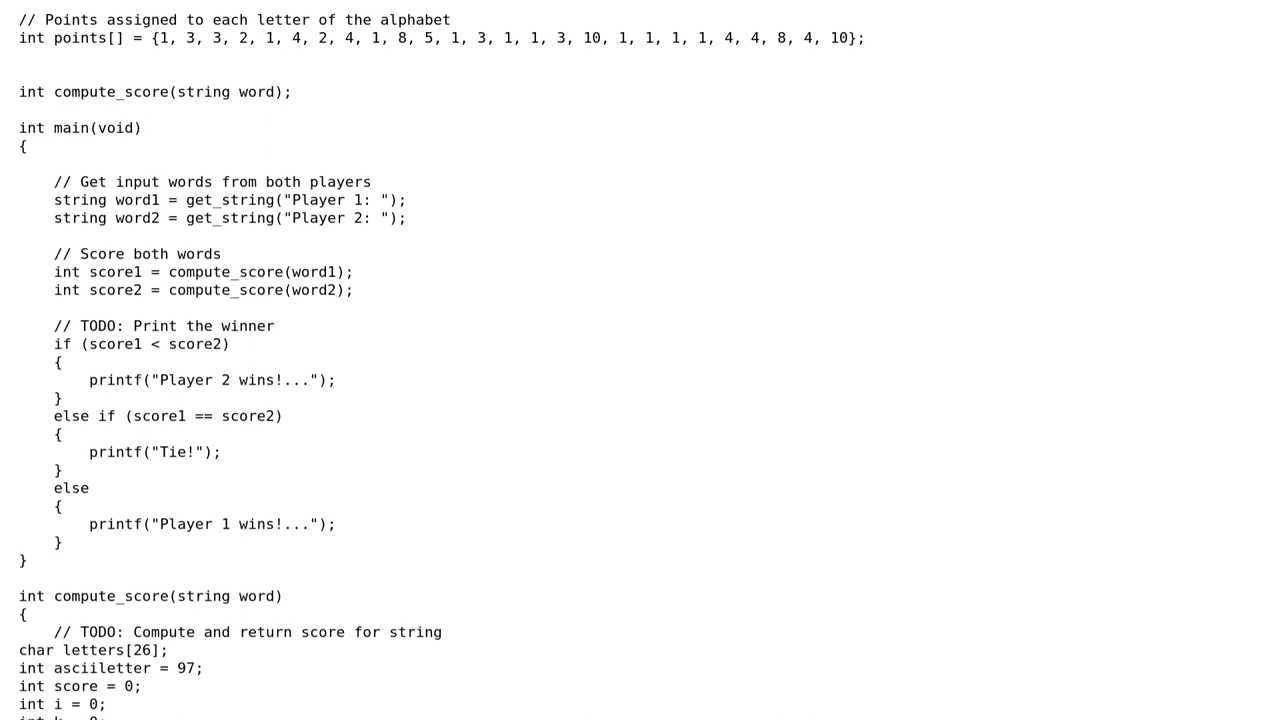 // Points assigned to each letter of the alphabet
int points[] = {1, 3, 3, 2, 1, 4, 2, 4, 1, 8, 5, 1, 3, 1, 1, 3, 10, 1, 1, 1, 1, 4, 4, 8, 4, 10};
int compute_score(string word);
int main(void)
{
// Get input words from both players
string word1 = get_string("Player 1: ");
string word2 = get_string("Player 2: ");
// Score both words
int score1 = compute_score(word1);
int score2 = compute_score(word2);
// TODO: Print the winner
if (score1 < score2)
{
printf("Player 2 wins!...");
}
else if (score1 == score2)
{
printf("Tie!");
}
else
{
printf("Player 1 wins!...");
}
}
int compute_score(string word)
{
// TODO: Compute and return score for string
char letters[26];
int asciiletter = 97;
int score = 0;
int i = 0;